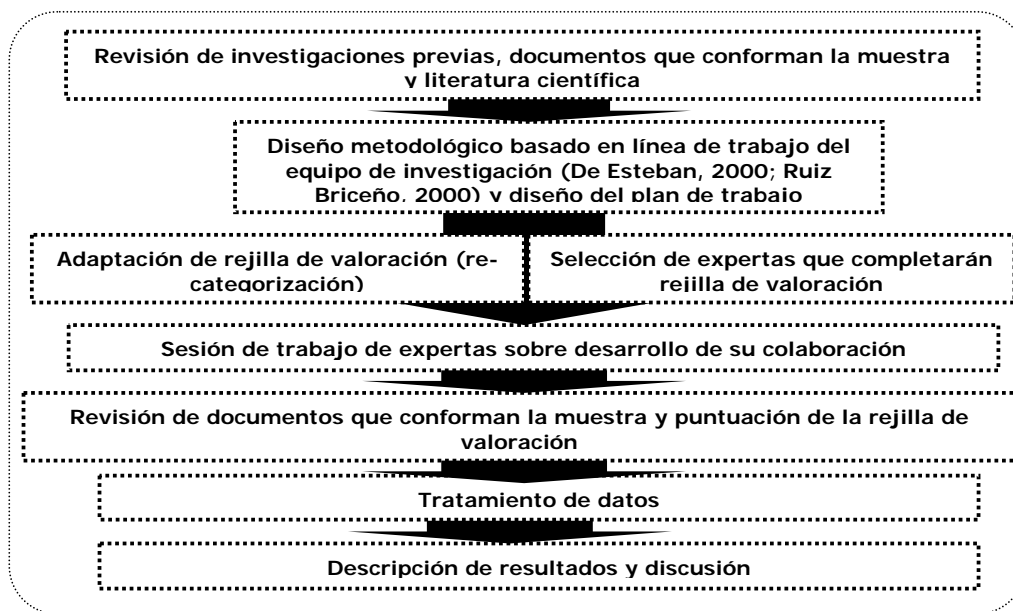 Revisión de investigaciones previas, documentos que conforman la muestra
y literatura científica
Diseño metodológico basado en línea de trabajo del
equipo de investigación (De Esteban, 2000; Ruiz
Briceño, 2000) y diseño del plan de trabajo
Adaptación de rejilla de valoración (re-
categorización)
Selección de expertas que completarán
rejilla de valoración
Sesión de trabajo de expertas sobre desarrollo de su colaboración
Revisión de documentos que conforman la muestra y puntuación de la rejilla de
valoración
Tratamiento de datos
Descripción de resultados y discusión